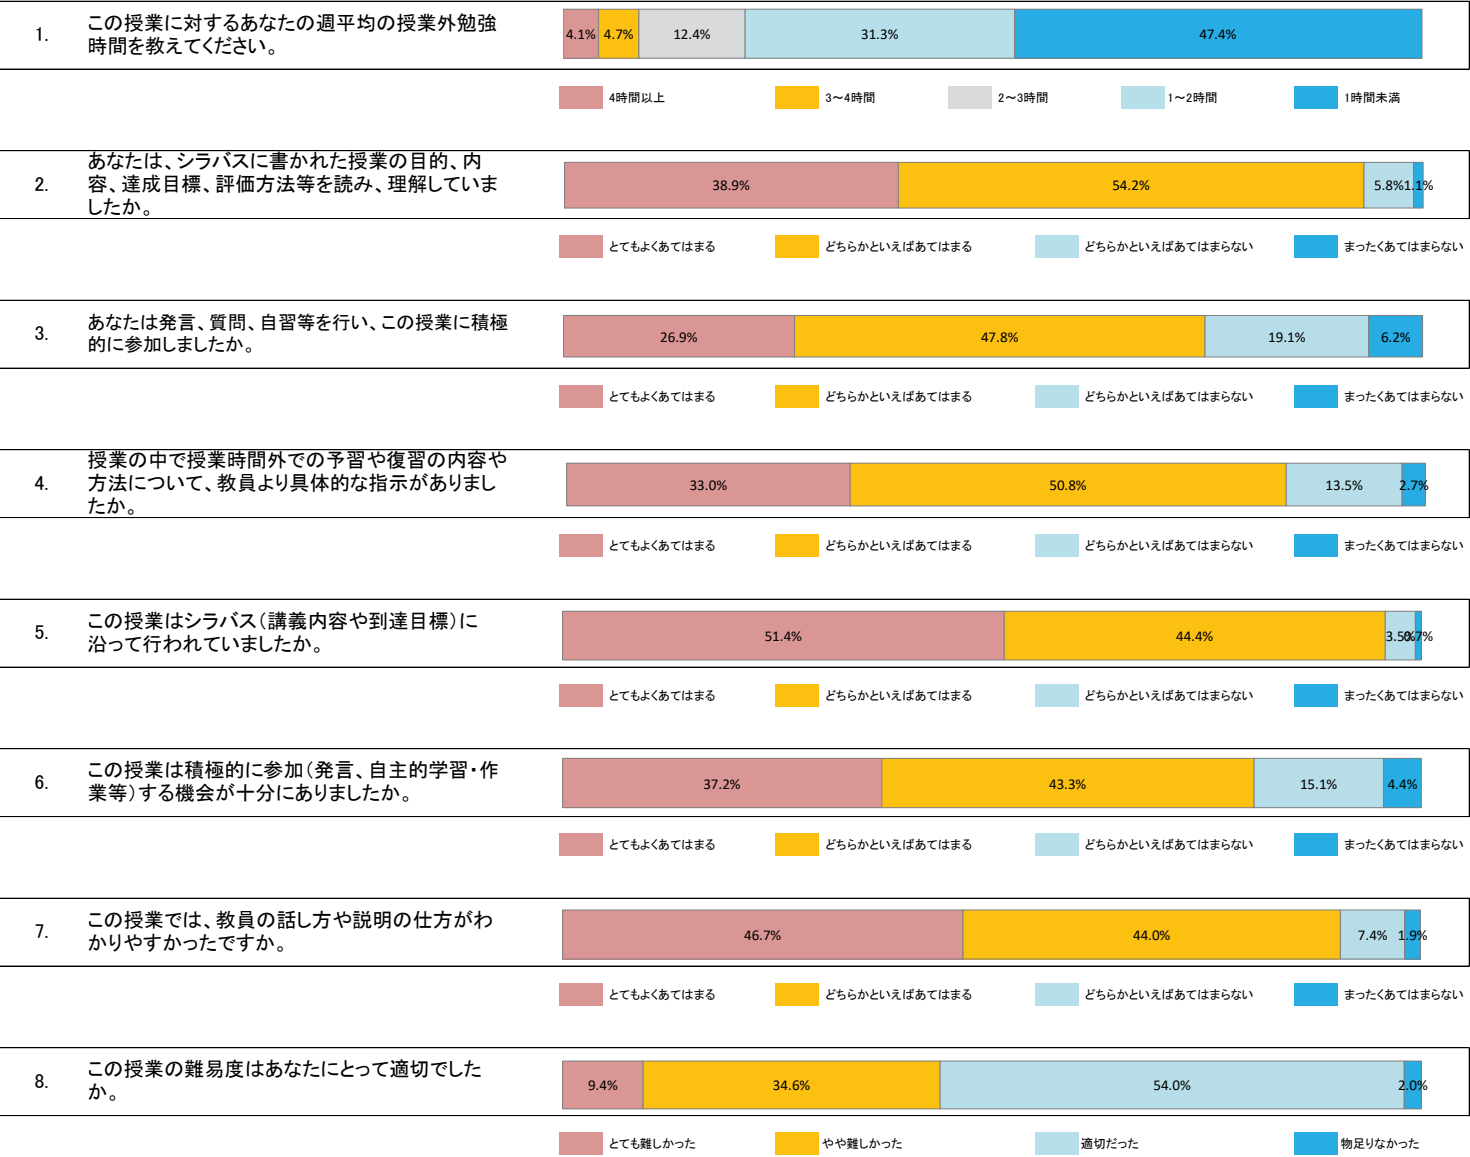 1.
この授業に対するあなたの週平均の授業外勉強
時間を教えてください。
4.1% 4.7% 12.4% 31.3% 47.4%
4時間以上 3～4時間 2～3時間 1～2時間 1時間未満
2.
あなたは、シラバスに書かれた授業の目的、内
容、達成目標、評価方法等を読み、理解していま
したか。
38.9% 54.2% 5.8% 1.1%
とてもよくあてはまる どちらかといえばあてはまる どちらかといえばあてはまらない まったくあてはまらない
3.
あなたは発言、質問、自習等を行い、この授業に積極
的に参加しましたか。
26.9% 47.8% 19.1% 6.2%
とてもよくあてはまる どちらかといえばあてはまる どちらかといえばあてはまらない まったくあてはまらない
4.
授業の中で授業時間外での予習や復習の内容や
方法について、教員より具体的な指示がありまし
たか。
33.0% 50.8% 13.5% 2.7%
とてもよくあてはまる どちらかといえばあてはまる どちらかといえばあてはまらない まったくあてはまらない
5.
この授業はシラバス（講義内容や到達目標）に
沿って行われていましたか。
51.4% 44.4% 3.5% 0.7%
とてもよくあてはまる どちらかといえばあてはまる どちらかといえばあてはまらない まったくあてはまらない
6.
この授業は積極的に参加（発言、自主的学習・作
業等）する機会が十分にありましたか。
37.2% 43.3% 15.1% 4.4%
とてもよくあてはまる どちらかといえばあてはまる どちらかといえばあてはまらない まったくあてはまらない
7.
この授業では、教員の話し方や説明の仕方がわ
かりやすかったですか。
46.7% 44.0% 7.4% 1.9%
とてもよくあてはまる どちらかといえばあてはまる どちらかといえばあてはまらない まったくあてはまらない
8.
この授業の難易度はあなたにとって適切でした
か。
9.4% 34.6% 54.0% 2.0%
とても難しかった やや難しかった 適切だった 物足りなかった